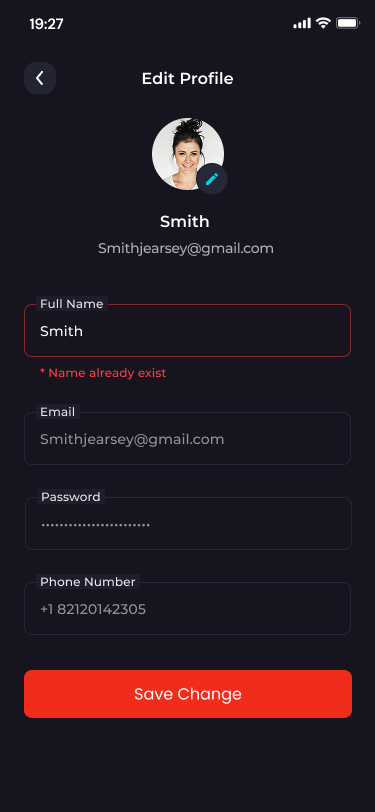 19:27
Edit Profile
Smith
Smithjearsey@gmail.com
Full Name
Smith
* Name already exist
Email
Smithjearsey@gmail.com
Password
Phone Number
+1 82120142305
Save Change